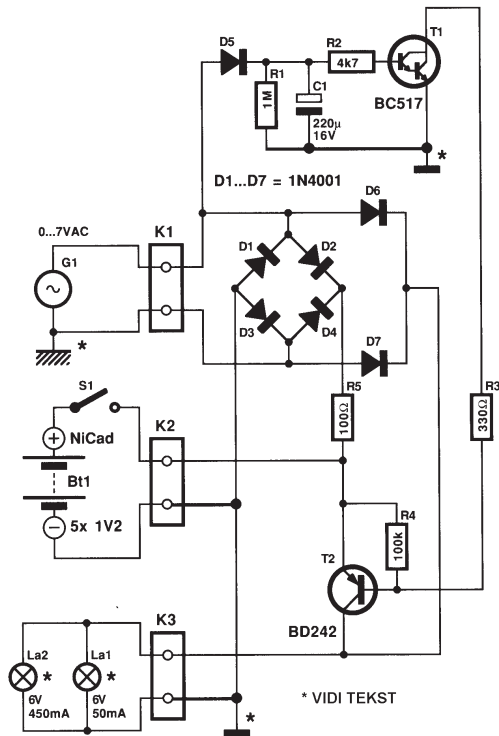 D5
R2
4k7
T1
R1
1M
C1
220µ
16V
BC517
*
D1...D7 = 1N4001
D6
0...7VAC
K1
G1
D1
D2
D3
D4
*
D7
S1
R5
100Ω
R3
330Ω
NiCad
K2
Bt1
5x 1V2
R4
100k
T2
BD242
K3
La2
*
La1
*
6V
450mA
6V
50mA
* VIDI TEKST
*